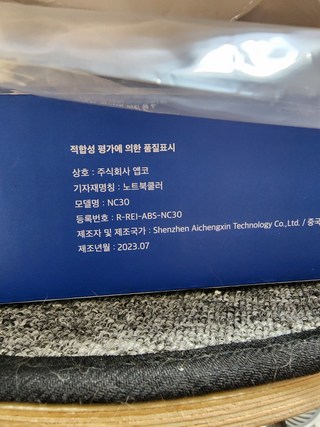 적합성 평가에 의한 품질표시
상호 : 주식회사 앱코
기자재명칭 : 노트북쿨러
모델명 : NC30
등록번호 : R-REI-ABS-NC30
제조자 및 제조국가 : Shenzhen Aichengxin Technology Co.,Ltd. / 중국
제조년월 : 2023.07